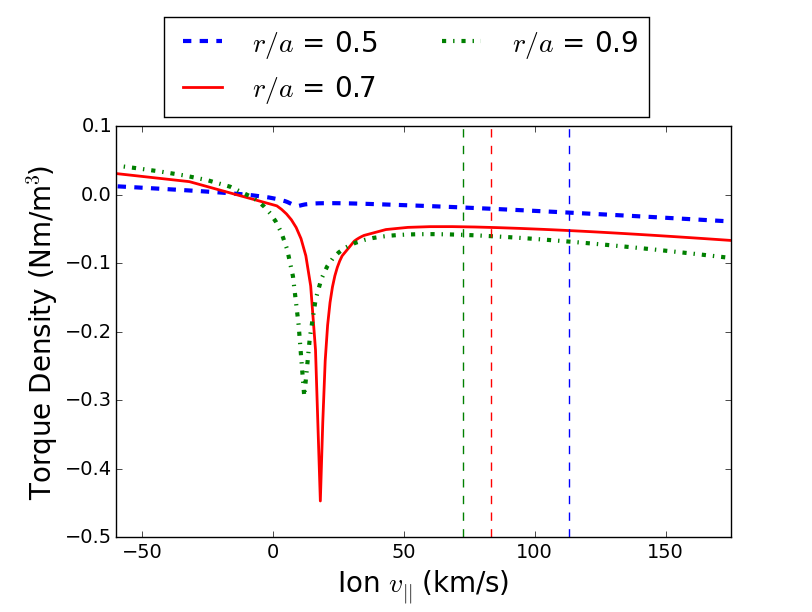 r/a = 0.5 r/a = 0.9
r/a = 0.7
0.1
0.0
−0.1
−0.2
−0.3
−0.4
−0.5
Torque Density (Nm/m³)
−50 0 50 100 150
Ion v|| (km/s)